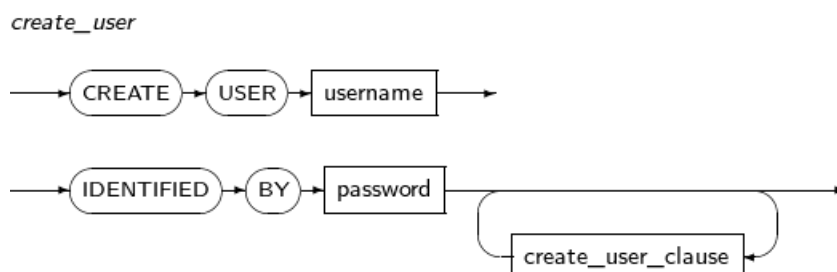 create_user
CREATE USER username
IDENTIFIED BY password
create_user_clause